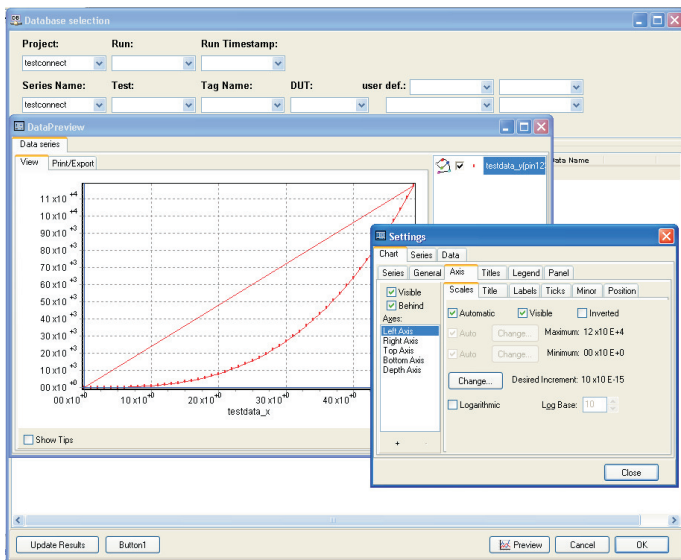 Database selection
Project: Run: Run Timestamp:
testconnect
Series Name: Test: Tag Name: DUT: user def.:
testconnect
DataPreview
Data series
View Print/Export
testdata_y(pin12
Data Name
11 x10 +4
10 x10 +4
90 x10 +3
80 x10 +3
70 x10 +3
60 x10 +3
50 x10 +3
40 x10 +3
30 x10 +3
20 x10 +3
10 x10 +3
00 x10 +0
00 x10 +0 10 x10 +0 20 x10 +0 30 x10 +0 40 x10 +0
testdata_x
Show Tips
Settings
Chart Series Data
Series General Axis Titles Legend Panel
Visible
Behind
Axes:
Left Axis
Right Axis
Top Axis
Bottom Axis
Depth Axis
+ -
Scales Title Labels Ticks Minor Position
Automatic Visible Inverted
Auto Change... Maximum: 12 x10 E+4
Auto Change... Minimum: 00 x10 E+0
Change... Desired Increment: 10 x10 E-15
Logarithmic Log Base: 10
Close
Update Results Button1 Preview Cancel OK